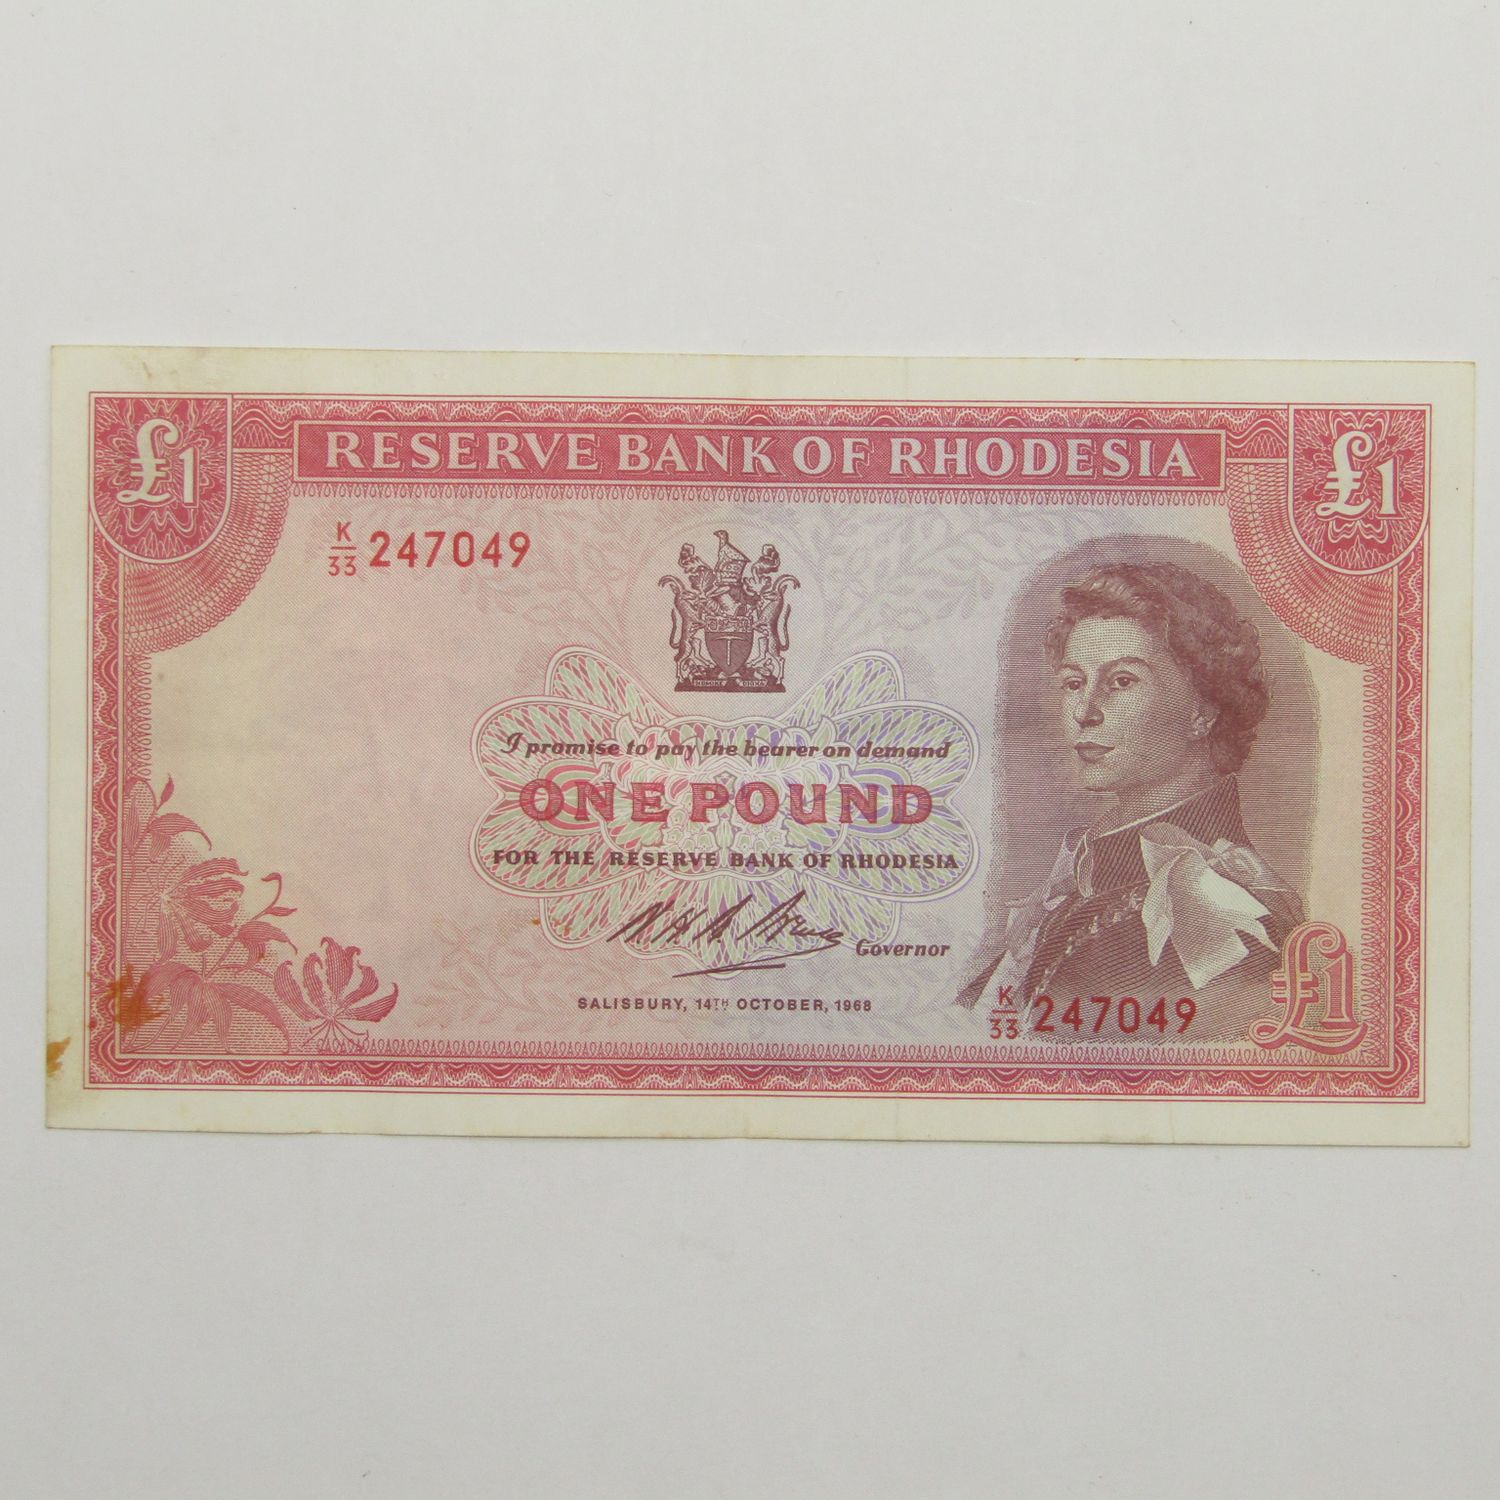 £1
RESERVE BANK OF RHODESIA
£1
K/33 247049
I promise to pay the bearer on demand
ONE POUND
FOR THE RESERVE BANK OF RHODESIA
Governor
SALISBURY, 14TH OCTOBER, 1968
K/33 247049
£1